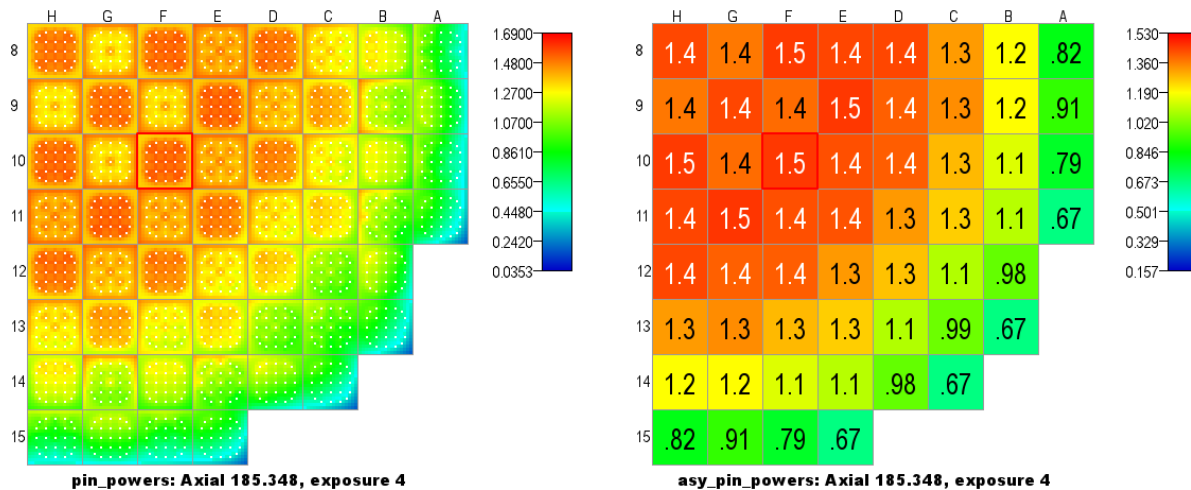 H G F E D C B A
8
9
10
11
12
13
14
15
1.6900
1.4800
1.2700
1.0700
0.8610
0.6550
0.4480
0.2420
0.0353
pin_powers: Axial 185.348, exposure 4
H G F E D C B A
8 1.4 1.4 1.5 1.4 1.4 1.3 1.2 .82
9 1.4 1.4 1.4 1.5 1.4 1.3 1.2 .91
10 1.5 1.4 1.5 1.4 1.4 1.3 1.1 .79
11 1.4 1.5 1.4 1.4 1.3 1.3 1.1 .67
12 1.4 1.4 1.4 1.3 1.3 1.1 .98
13 1.3 1.3 1.3 1.3 1.1 .99 .67
14 1.2 1.2 1.1 1.1 .98 .67
15 .82 .91 .79 .67
1.530
1.360
1.190
1.020
0.846
0.673
0.501
0.329
0.157
asy_pin_powers: Axial 185.348, exposure 4